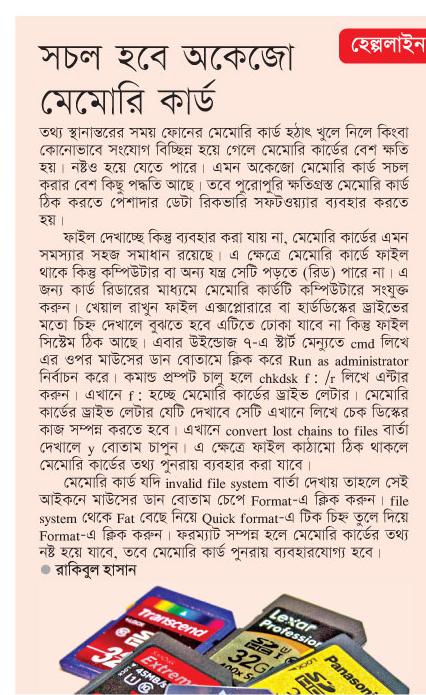 হেল্পলাইন
সচল হবে অকেজো
মেমোরি কার্ড
তথ্য স্থানান্তরের সময় ফোনের মেমোরি কার্ড হঠাৎ খুলে নিলে কিংবা
কোনোভাবে সংযোগ বিচ্ছিন্ন হয়ে গেলে মেমোরি কার্ডের বেশ ক্ষতি
হয়। নষ্টও হয়ে যেতে পারে। এমন অকেজো মেমোরি কার্ড সচল
করার বেশ কিছু পদ্ধতি আছে। তবে পুরোপুরি ক্ষতিগ্রস্ত মেমোরি কার্ড
ঠিক করতে পেশাদার ডেটা রিকভারি সফটওয়্যার ব্যবহার করতে
হয়।
ফাইল দেখাচ্ছে কিন্তু ব্যবহার করা যায় না, মেমোরি কার্ডের এমন
সমস্যার সহজ সমাধান রয়েছে। এ ক্ষেত্রে মেমোরি কার্ডে ফাইল
থাকে কিন্তু কম্পিউটার বা অন্য যন্ত্র সেটি পড়তে (রিড) পারে না। এ
জন্য কার্ড রিডারের মাধ্যমে মেমোরি কার্ডটি কম্পিউটারে সংযুক্ত
করুন। খেয়াল রাখুন ফাইল এক্সপ্লোরারে বা হার্ডডিস্কের ড্রাইভের
মতো চিহ্ন দেখালে বুঝতে হবে এটিতে ঢোকা যাবে না কিন্তু ফাইল
সিস্টেম ঠিক আছে। এবার উইন্ডোজ ৭-এ স্টার্ট মেন্যুতে cmd লিখে
এর ওপর মাউসের ডান বোতামে ক্লিক করে Run as administrator
নির্বাচন করে। কমান্ড প্রম্পট চালু হলে chkdsk f : /r লিখে এন্টার
করুন। এখানে f : হচ্ছে মেমোরি কার্ডের ড্রাইভ লেটার। মেমোরি
কার্ডের ড্রাইভ লেটার যেটি দেখাবে সেটি এখানে লিখে চেক ডিস্কের
কাজ সম্পন্ন করতে হবে। এখানে convert lost chains to files বার্তা
দেখালে y বোতাম চাপুন। এ ক্ষেত্রে ফাইল কাঠামো ঠিক থাকলে
মেমোরি কার্ডের তথ্য পুনরায় ব্যবহার করা যাবে।
মেমোরি কার্ড যদি invalid file system বার্তা দেখায় তাহলে সেই
আইকনে মাউসের ডান বোতাম চেপে Format-এ ক্লিক করুন। file
system থেকে Fat বেছে নিয়ে Quick format-এ টিক চিহ্ন তুলে দিয়ে
Format-এ ক্লিক করুন। ফরম্যাট সম্পন্ন হলে মেমোরি কার্ডের তথ্য
নষ্ট হয়ে যাবে, তবে মেমোরি কার্ড পুনরায় ব্যবহারযোগ্য হবে।
● রাকিবুল হাসান
Transcend
Lexar
Professional
32G
Extreme
45MB/s
Panasonic
LOCK